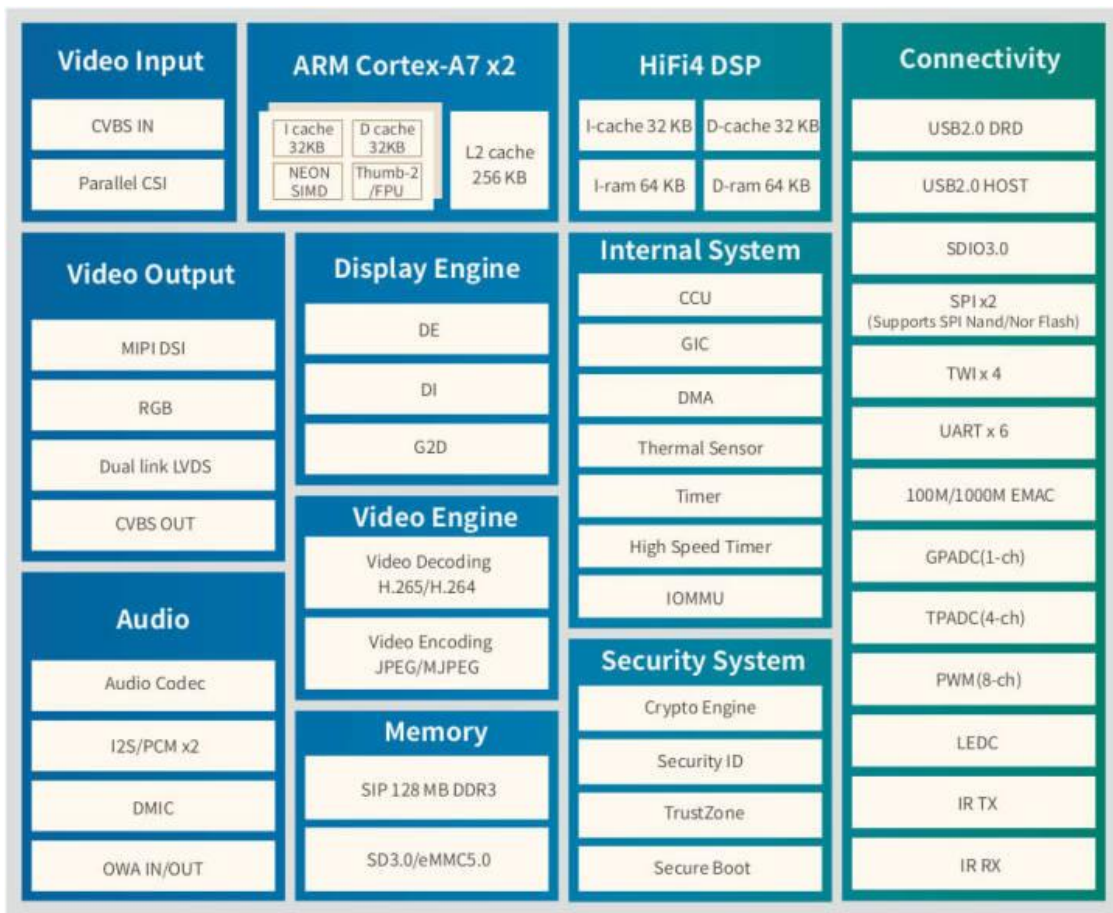 Video Input
CVBS IN
Parallel CSI
ARM Cortex-A7 x2
I cache
32KB
D cache
32KB
NEON
SIMD
Thumb-2
/FPU
L2 cache
256 KB
HiFi4 DSP
I-cache 32 KB
D-cache 32 KB
I-ram 64 KB
D-ram 64 KB
Connectivity
USB2.0 DRD
USB2.0 HOST
SDIO3.0
SPI x2
(Supports SPI Nand/Nor Flash)
TWI x 4
UART x 6
100M/1000M EMAC
GPADC(1-ch)
TPADC(4-ch)
PWM(8-ch)
LEDC
IR TX
IR RX
Video Output
MIPI DSI
RGB
Dual link LVDS
CVBS OUT
Display Engine
DE
DI
G2D
Internal System
CCU
GIC
DMA
Thermal Sensor
Timer
High Speed Timer
IOMMU
Video Engine
Video Decoding
H.265/H.264
Video Encoding
JPEG/MJPEG
Audio
Audio Codec
I2S/PCM x2
DMIC
OWA IN/OUT
Memory
SIP 128 MB DDR3
SD3.0/eMMC5.0
Security System
Crypto Engine
Security ID
TrustZone
Secure Boot